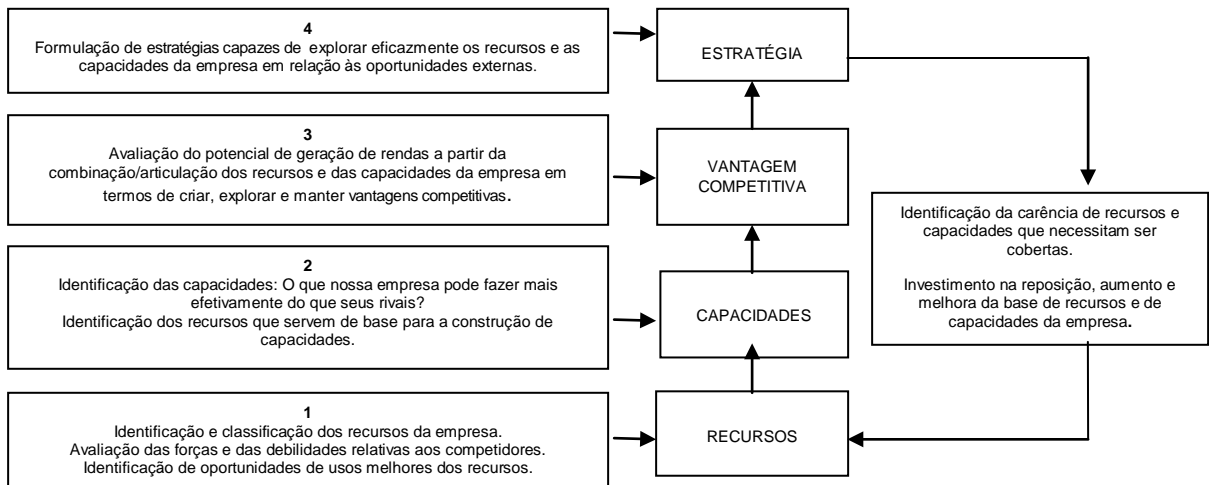 4
Formulação de estratégias capazes de explorar eficazmente os recursos e as
capacidades da empresa em relação às oportunidades externas.
ESTRATÉGIA
3
Avaliação do potencial de geração de rendas a partir da
combinação/articulação dos recursos e das capacidades da empresa em
termos de criar, explorar e manter vantagens competitivas.
VANTAGEM
COMPETITIVA
Identificação da carência de recursos e
capacidades que necessitam ser
cobertas.
Investimento na reposição, aumento e
melhora da base de recursos e de
capacidades da empresa.
2
Identificação das capacidades: O que nossa empresa pode fazer mais
efetivamente do que seus rivais?
Identificação dos recursos que servem de base para a construção de
capacidades.
CAPACIDADES
1
Identificação e classificação dos recursos da empresa.
Avaliação das forças e das debilidades relativas aos competidores.
Identificação de oportunidades de usos melhores dos recursos.
RECURSOS